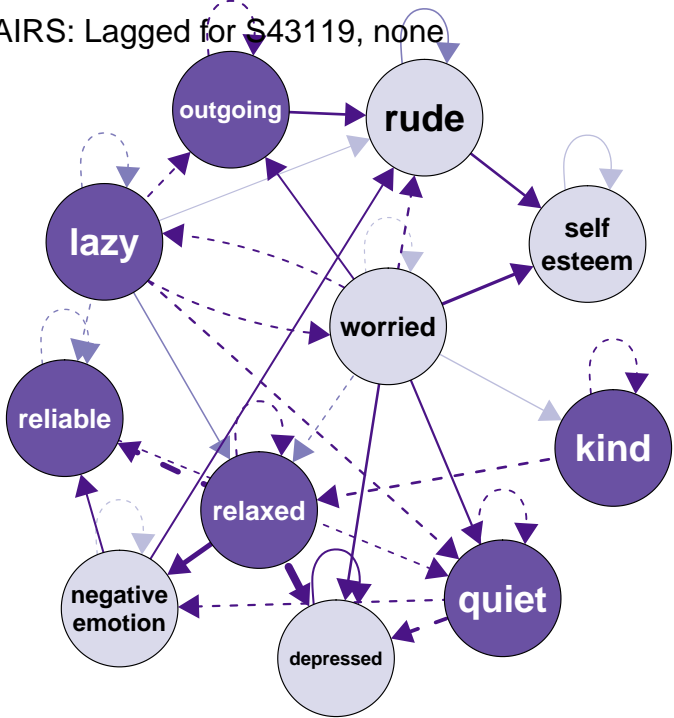 AIRS: Lagged for S43119, none
outgoing
rude
lazy
self
esteem
worried
reliable
kind
relaxed
negative
emotion
quiet
depressed